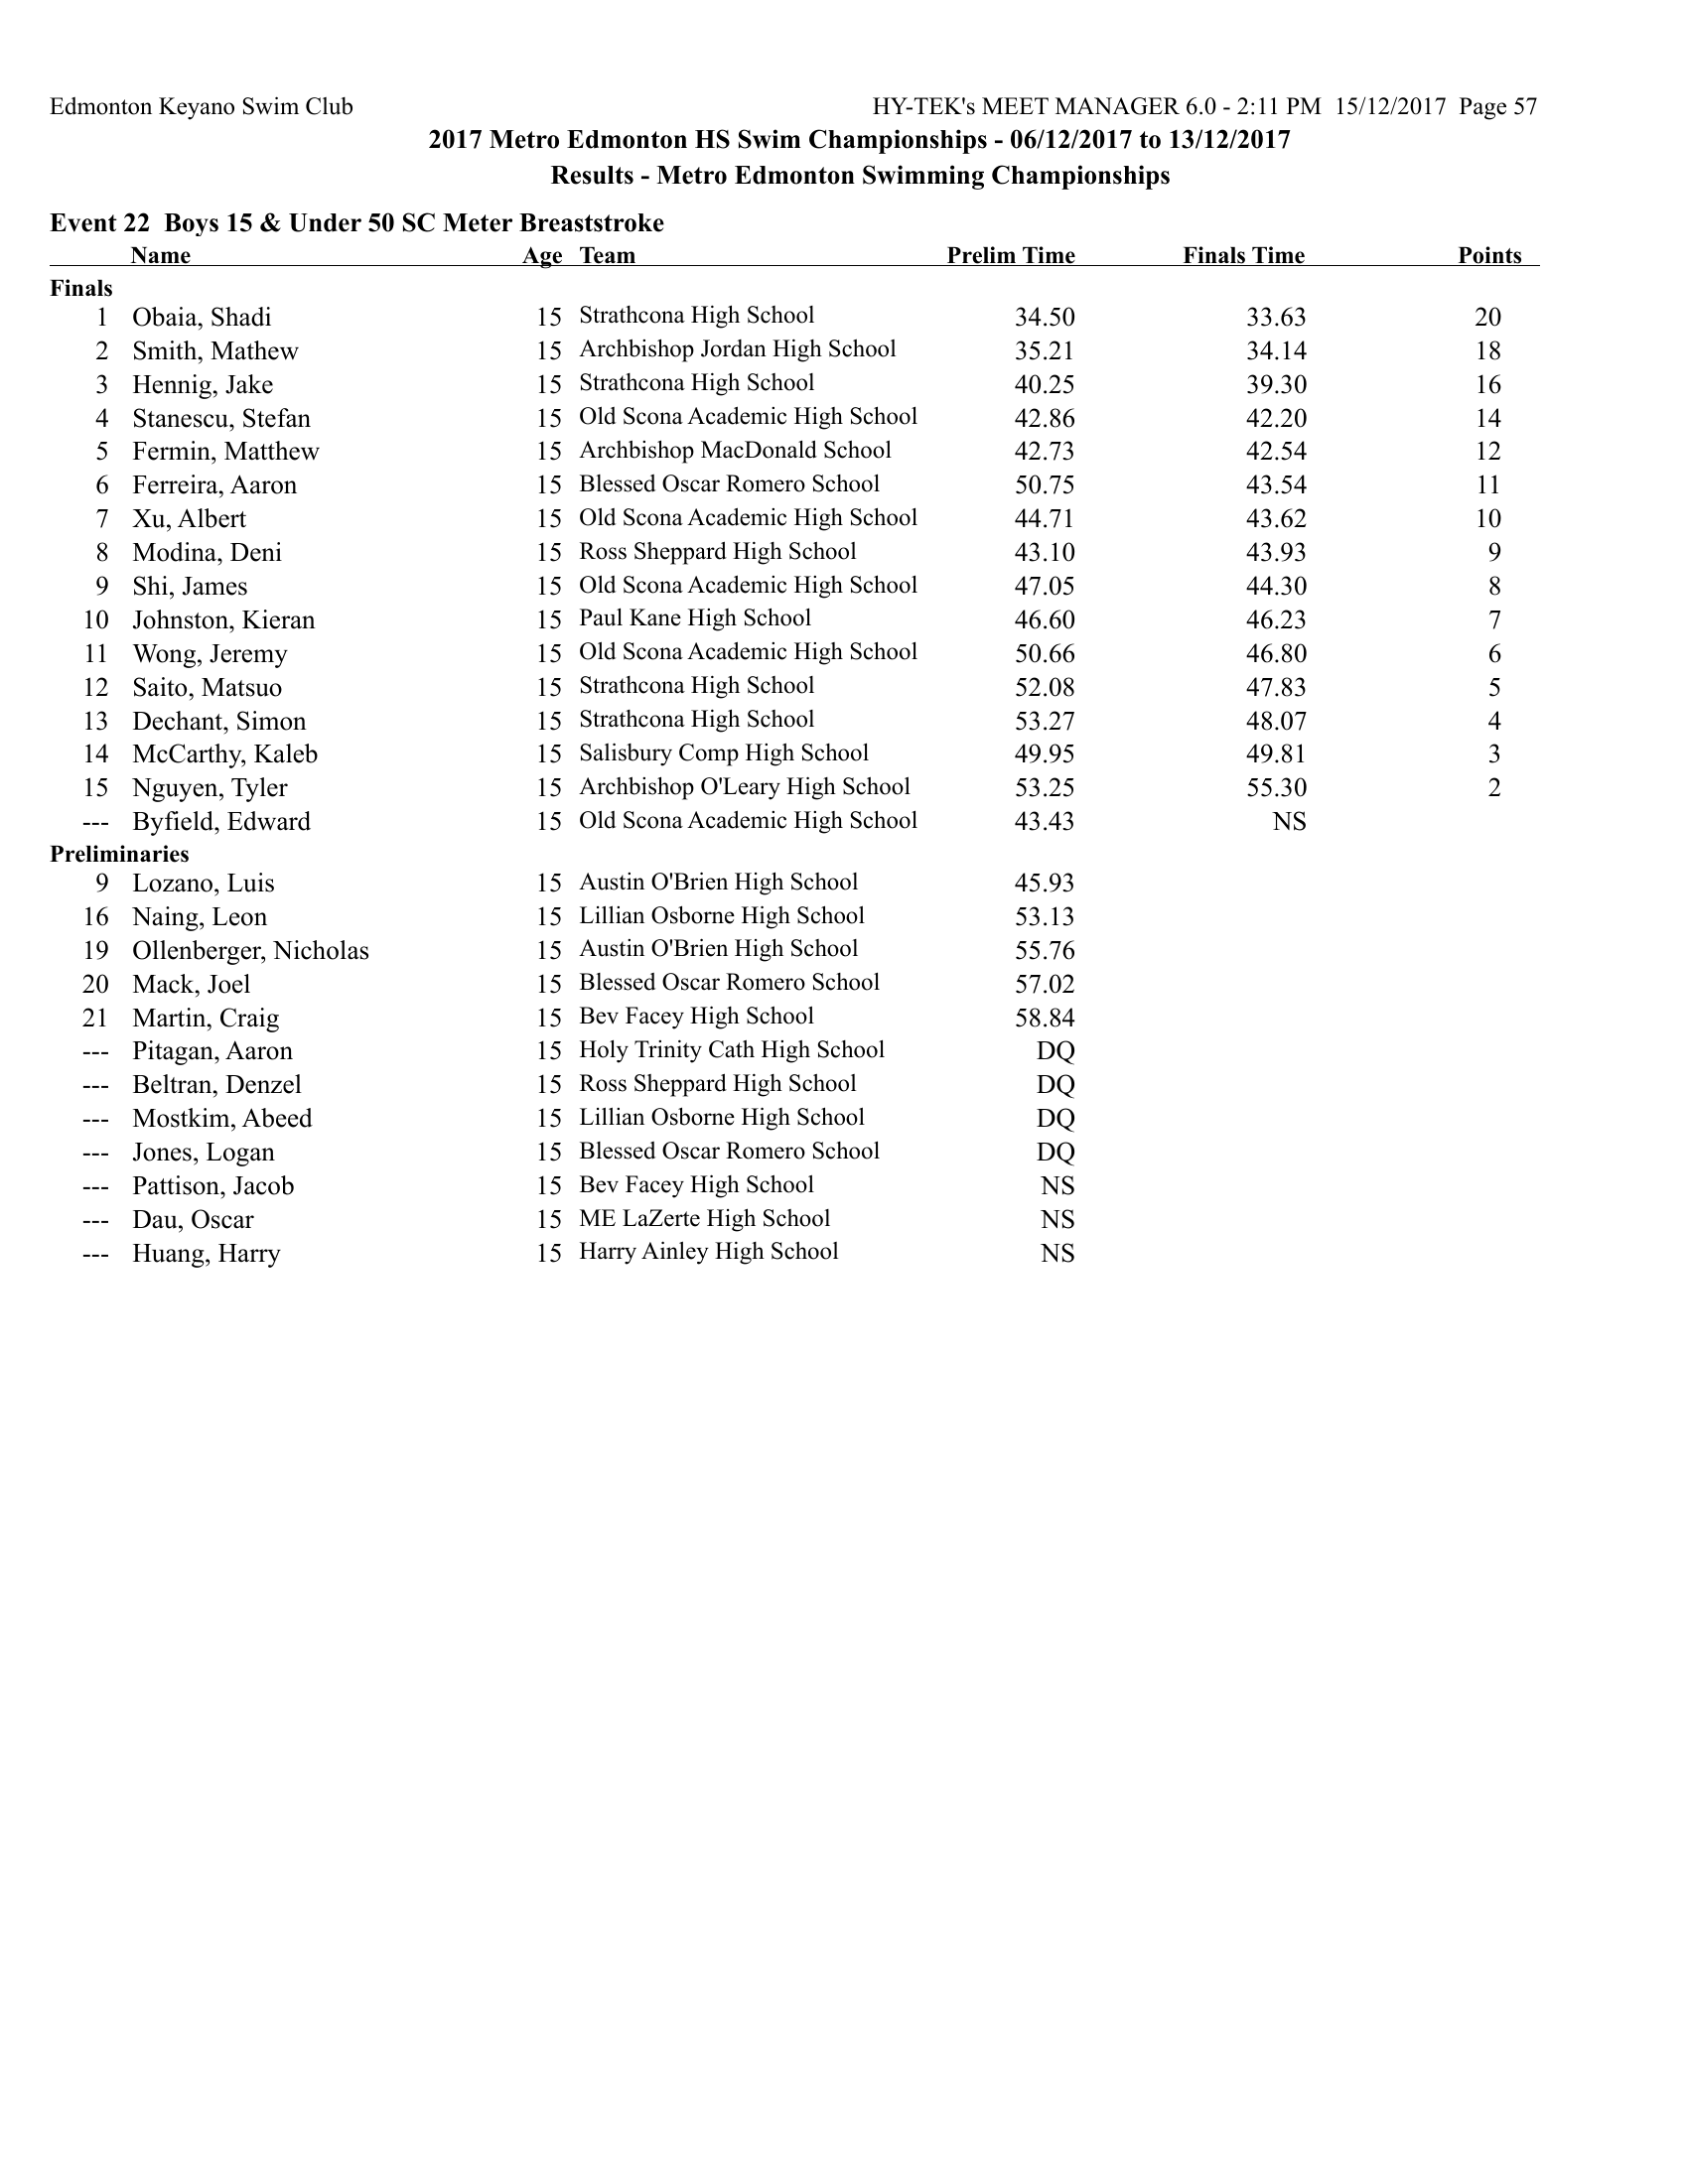 Edmonton Keyano Swim Club HY-TEK's MEET MANAGER 6.0 - 2:11 PM 15/12/2017 Page 57
2017 Metro Edmonton HS Swim Championships - 06/12/2017 to 13/12/2017
Results - Metro Edmonton Swimming Championships
Event 22 Boys 15 & Under 50 SC Meter Breaststroke
Name Age Team Prelim Time Finals Time Points
Finals
1 Obaia, Shadi 15 Strathcona High School 34.50 33.63 20
2 Smith, Mathew 15 Archbishop Jordan High School 35.21 34.14 18
3 Hennig, Jake 15 Strathcona High School 40.25 39.30 16
4 Stanescu, Stefan 15 Old Scona Academic High School 42.86 42.20 14
5 Fermin, Matthew 15 Archbishop MacDonald School 42.73 42.54 12
6 Ferreira, Aaron 15 Blessed Oscar Romero School 50.75 43.54 11
7 Xu, Albert 15 Old Scona Academic High School 44.71 43.62 10
8 Modina, Deni 15 Ross Sheppard High School 43.10 43.93 9
9 Shi, James 15 Old Scona Academic High School 47.05 44.30 8
10 Johnston, Kieran 15 Paul Kane High School 46.60 46.23 7
11 Wong, Jeremy 15 Old Scona Academic High School 50.66 46.80 6
12 Saito, Matsuo 15 Strathcona High School 52.08 47.83 5
13 Dechant, Simon 15 Strathcona High School 53.27 48.07 4
14 McCarthy, Kaleb 15 Salisbury Comp High School 49.95 49.81 3
15 Nguyen, Tyler 15 Archbishop O'Leary High School 53.25 55.30 2
--- Byfield, Edward 15 Old Scona Academic High School 43.43 NS
Preliminaries
9 Lozano, Luis 15 Austin O'Brien High School 45.93
16 Naing, Leon 15 Lillian Osborne High School 53.13
19 Ollenberger, Nicholas 15 Austin O'Brien High School 55.76
20 Mack, Joel 15 Blessed Oscar Romero School 57.02
21 Martin, Craig 15 Bev Facey High School 58.84
--- Pitagan, Aaron 15 Holy Trinity Cath High School DQ
--- Beltran, Denzel 15 Ross Sheppard High School DQ
--- Mostkim, Abeed 15 Lillian Osborne High School DQ
--- Jones, Logan 15 Blessed Oscar Romero School DQ
--- Pattison, Jacob 15 Bev Facey High School NS
--- Dau, Oscar 15 ME LaZerte High School NS
--- Huang, Harry 15 Harry Ainley High School NS